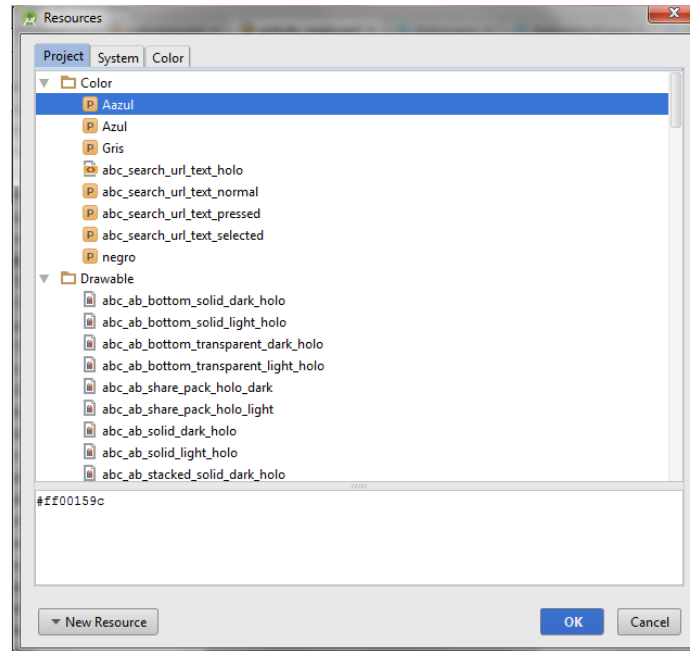 Resources
Project System Color
Color
P Aazul
P Azul
P Gris
abc_search_url_text_holo
P abc_search_url_text_normal
P abc_search_url_text_pressed
P abc_search_url_text_selected
P negro
Drawable
abc_ab_bottom_solid_dark_holo
abc_ab_bottom_solid_light_holo
abc_ab_bottom_transparent_dark_holo
abc_ab_bottom_transparent_light_holo
abc_ab_share_pack_holo_dark
abc_ab_share_pack_holo_light
abc_ab_solid_dark_holo
abc_ab_solid_light_holo
abc_ab_stacked_solid_dark_holo
#ff00159c
New Resource OK Cancel